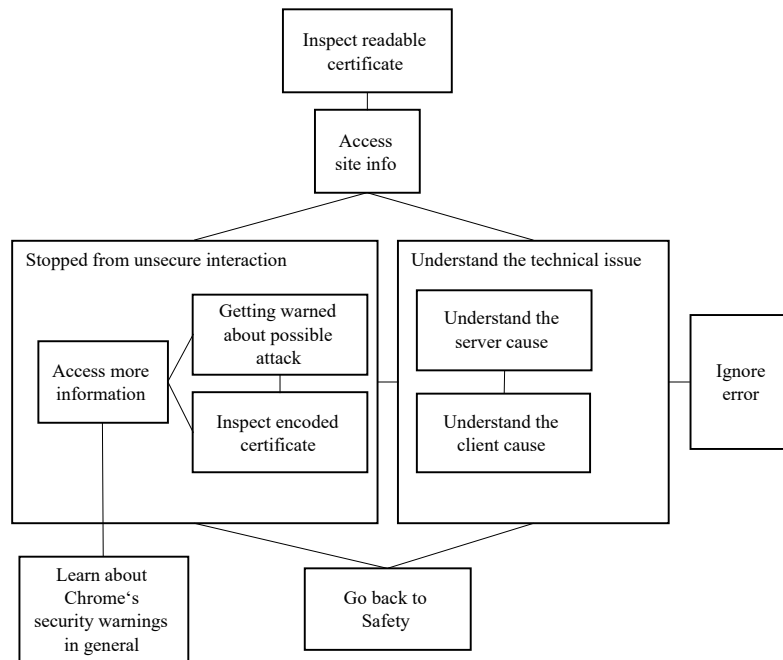 Inspect readable
certificate
Access
site info
Stopped from unsecure interaction
Getting warned
about possible
attack
Access more
information
Inspect encoded
certificate
Understand the technical issue
Understand the
server cause
Understand the
client cause
Ignore
error
Learn about
Chrome‘s
security warnings
in general
Go back to
Safety